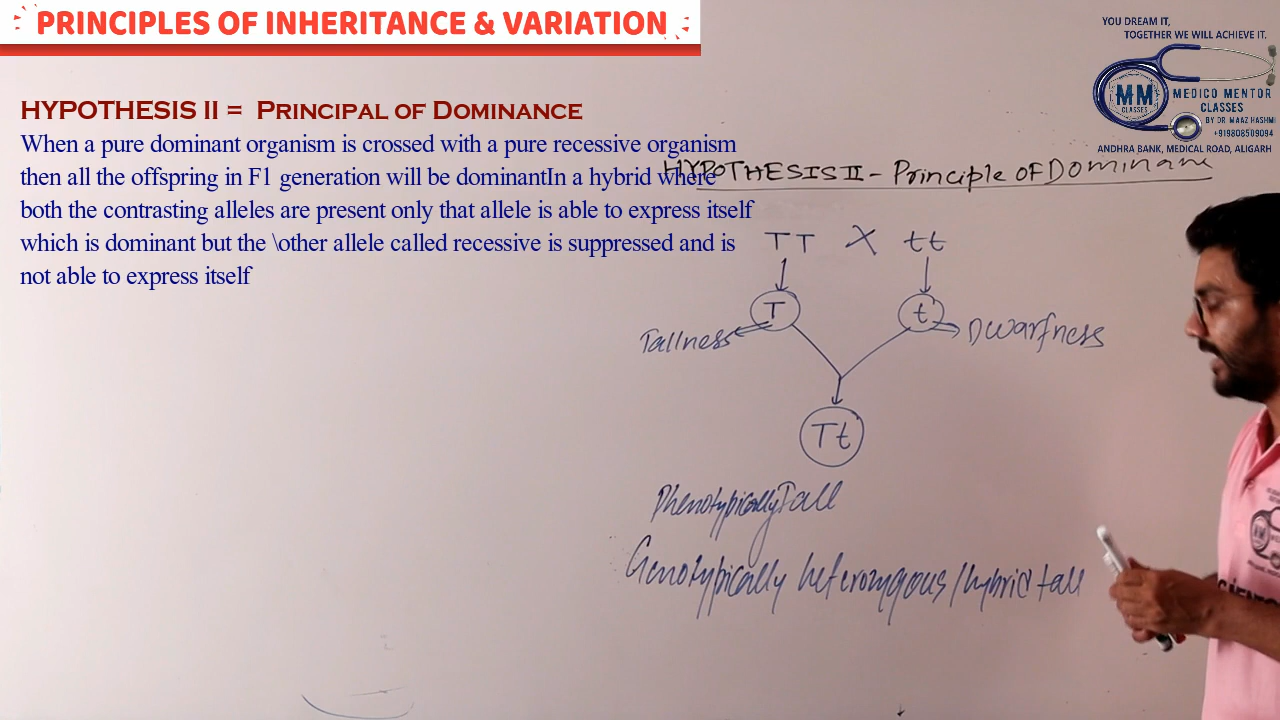 PRINCIPLES OF INHERITANCE & VARIATION
YOU DREAM IT,
TOGETHER WE WILL ACHIEVE IT.
MM
CLASSES
MEDICO MENTOR
CLASSES
BY DR. MAAZ HASHMI
+919808509094
ANDHRA BANK, MEDICAL ROAD, ALIGARH
HYPOTHESIS II = PRINCIPAL OF DOMINANCE
When a pure dominant organism is crossed with a pure recessive organism
then all the offspring in F1 generation will be dominantIn a hybrid where
both the contrasting alleles are present only that allele is able to express itself
which is dominant but the \other allele called recessive is suppressed and is
not able to express itself
HYPOTHESIS II - Principle OF Dominance
TT X tt
T t
Tallness Dwarfness
Tt
Phenotypically Tall
Genotypically heterozygous/hybrid tall